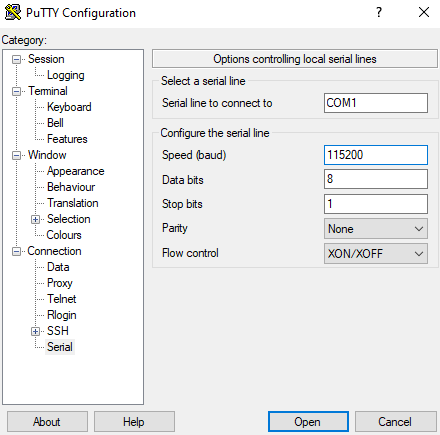 PuTTY Configuration
Category:
Session
Logging
Terminal
Keyboard
Bell
Features
Window
Appearance
Behaviour
Translation
Selection
Colours
Connection
Data
Proxy
Telnet
Rlogin
SSH
Serial
Options controlling local serial lines
Select a serial line
Serial line to connect to COM1
Configure the serial line
Speed (baud) 115200
Data bits 8
Stop bits 1
Parity None
Flow control XON/XOFF
About Help Open Cancel